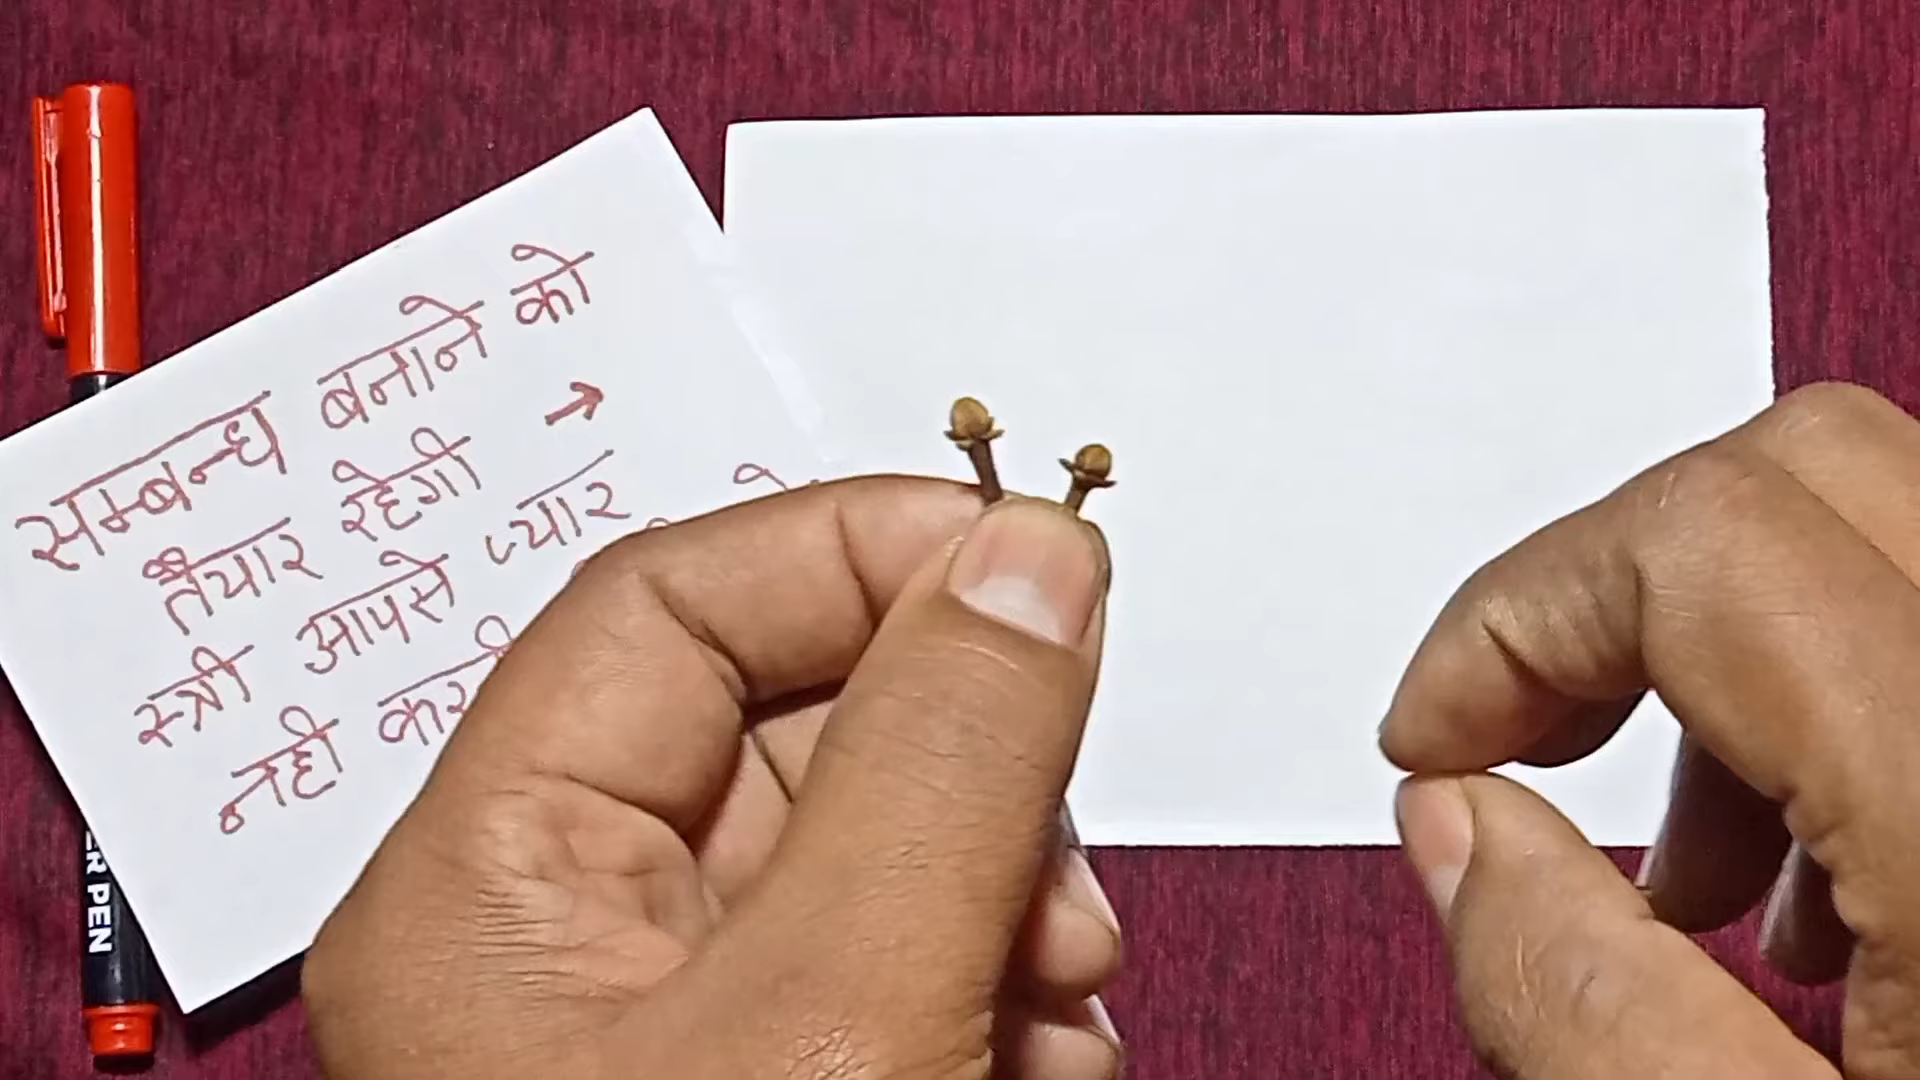 सम्बन्ध बनाने को
तैयार रहेगी →
स्त्री आपसे प्यार
नही
ER PEN